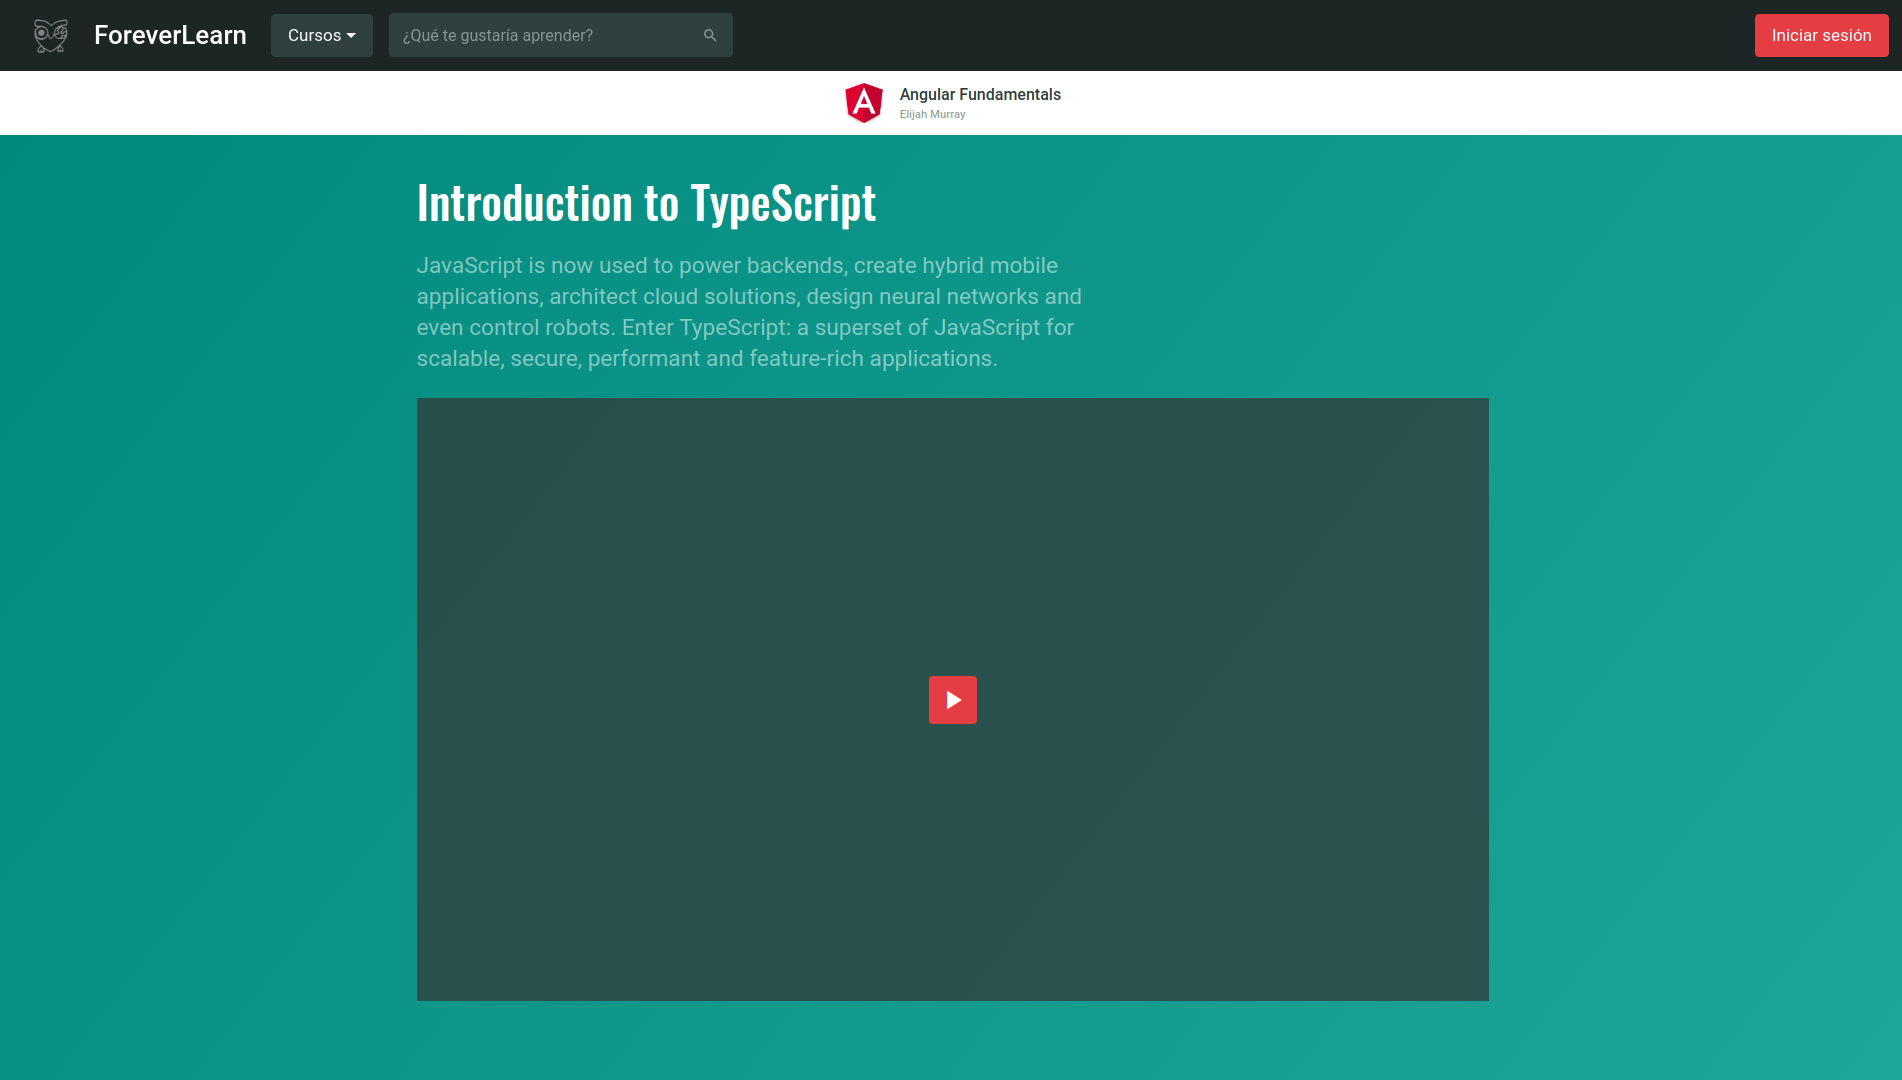 ForeverLearn
Cursos
¿Qué te gustaría aprender?
Iniciar sesión
Angular Fundamentals
Elijah Murray
Introduction to TypeScript
JavaScript is now used to power backends, create hybrid mobile
applications, architect cloud solutions, design neural networks and
even control robots. Enter TypeScript: a superset of JavaScript for
scalable, secure, performant and feature-rich applications.